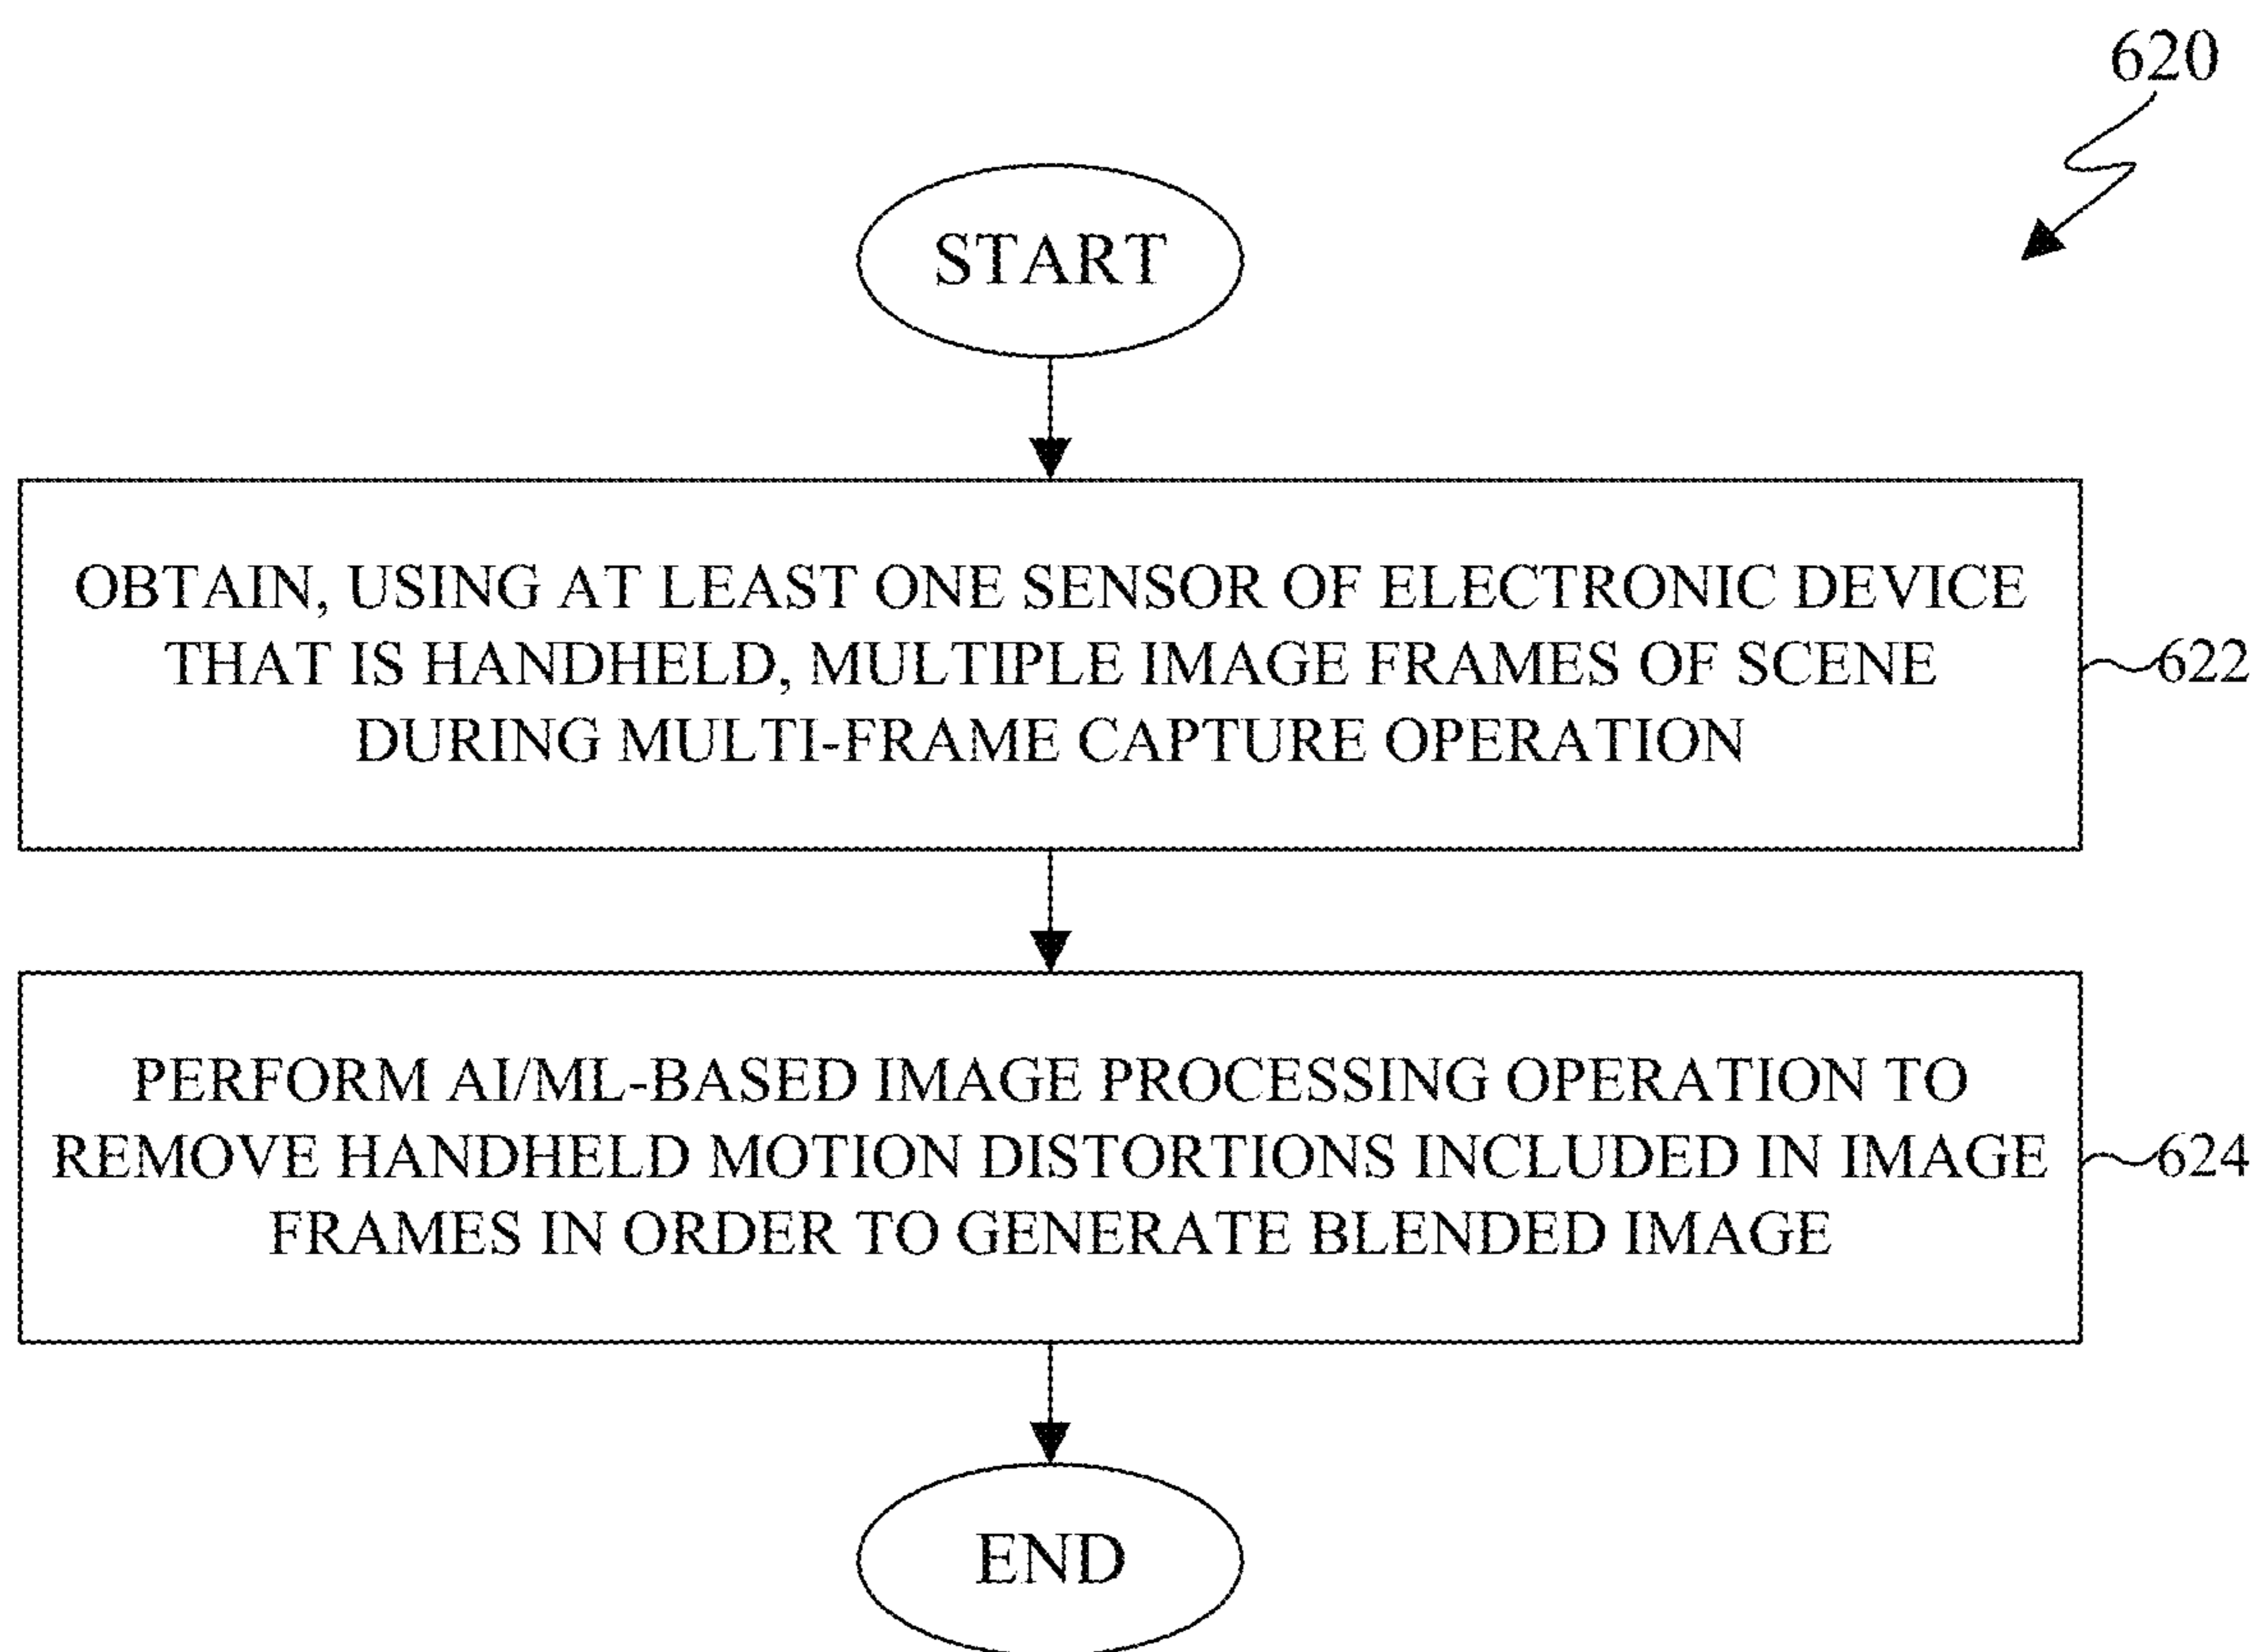 620
START
OBTAIN, USING AT LEAST ONE SENSOR OF ELECTRONIC DEVICE
THAT IS HANDHELD, MULTIPLE IMAGE FRAMES OF SCENE
DURING MULTI-FRAME CAPTURE OPERATION
622
PERFORM AI/ML-BASED IMAGE PROCESSING OPERATION TO
REMOVE HANDHELD MOTION DISTORTIONS INCLUDED IN IMAGE
FRAMES IN ORDER TO GENERATE BLENDED IMAGE
624
END